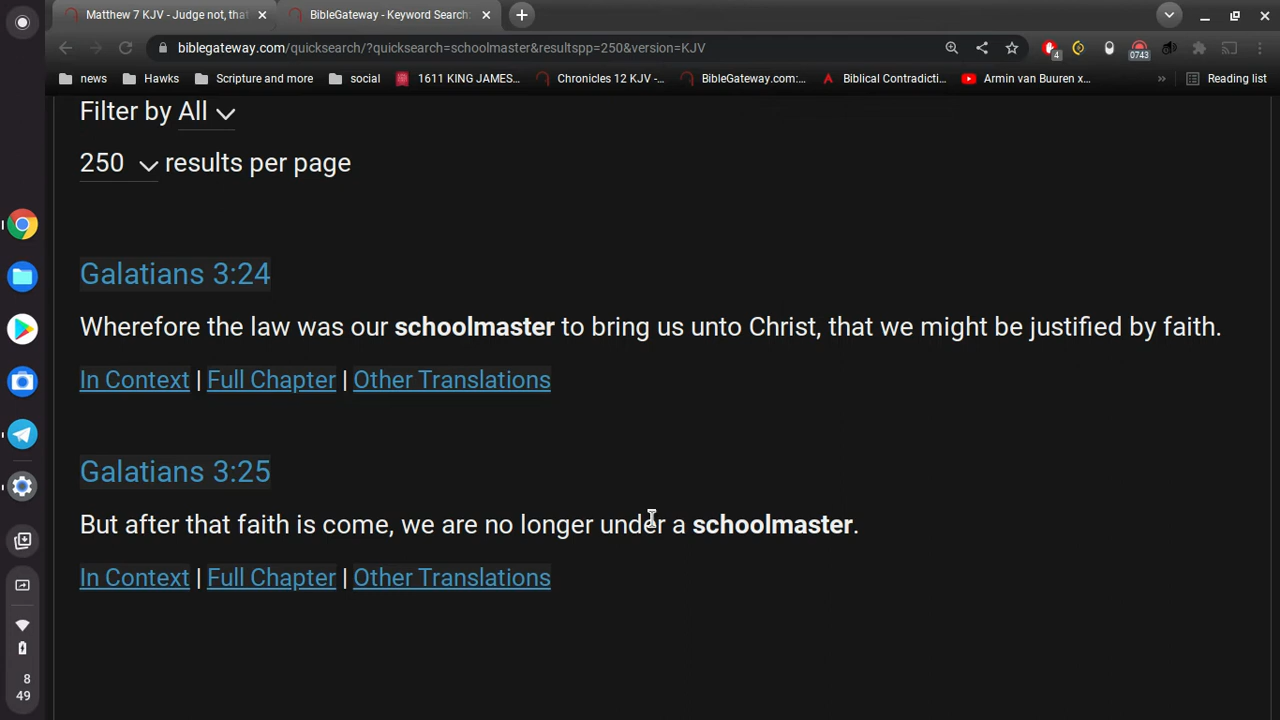 Matthew 7 KJV - Judge not, that
BibleGateway - Keyword Search:
biblegateway.com/quicksearch/?quicksearch=schoolmaster&resultspp=250&version=KJV
4
0743
news
Hawks
Scripture and more
social
1611 KING JAMES...
Chronicles 12 KJV -...
BibleGateway.com:...
Biblical Contradicti...
Armin van Buuren x...
»
Reading list
Filter by All
250 results per page
Galatians 3:24
Wherefore the law was our schoolmaster to bring us unto Christ, that we might be justified by faith.
In Context | Full Chapter | Other Translations
Galatians 3:25
But after that faith is come, we are no longer under a schoolmaster.
In Context | Full Chapter | Other Translations
8
49